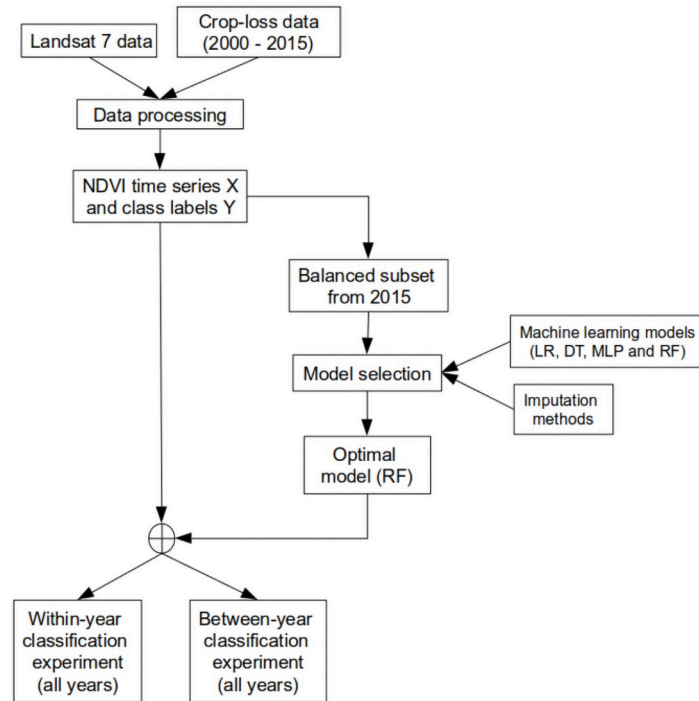 Landsat 7 data
Crop-loss data
(2000 - 2015)
Data processing
NDVI time series X
and class labels Y
Balanced subset
from 2015
Machine learning models
(LR, DT, MLP and RF)
Model selection
Imputation
methods
Optimal
model (RF)
Within-year
classification
experiment
(all years)
Between-year
classification
experiment
(all years)